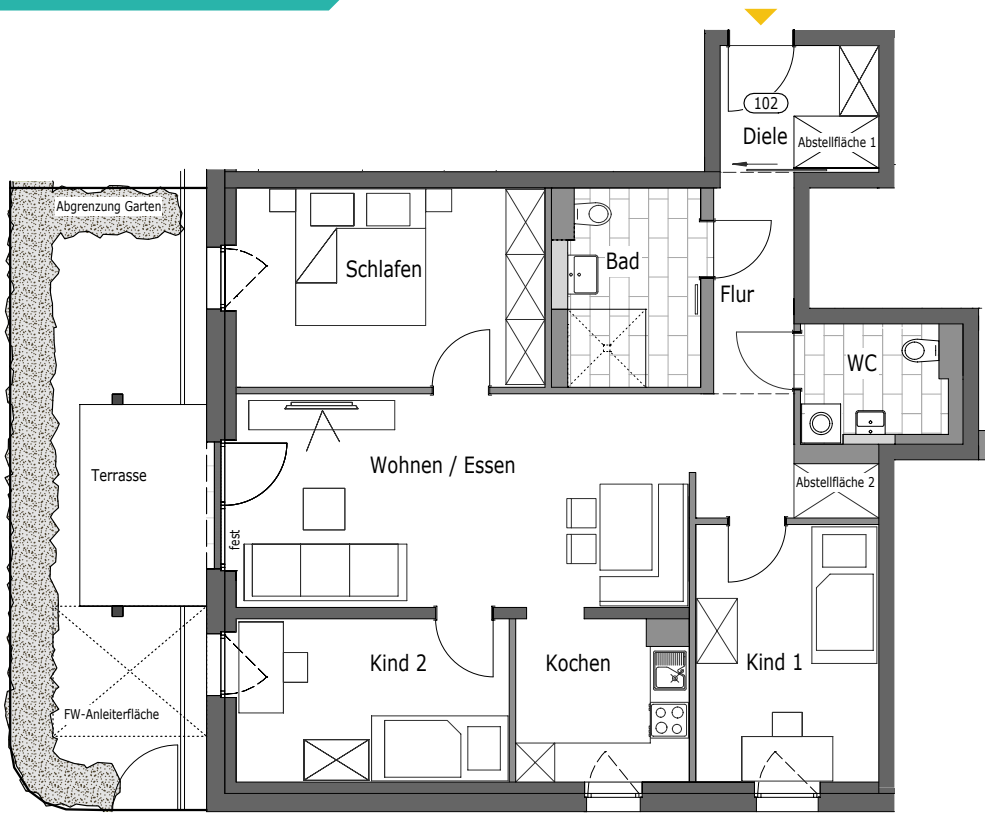 102
Diele
Abstellfläche 1
Abgrenzung Garten
Schlafen
Bad
Flur
WC
Terrasse
Wohnen / Essen
Abstellfläche 2
fest
Kind 2
Kochen
Kind 1
FW-Anleiterfläche